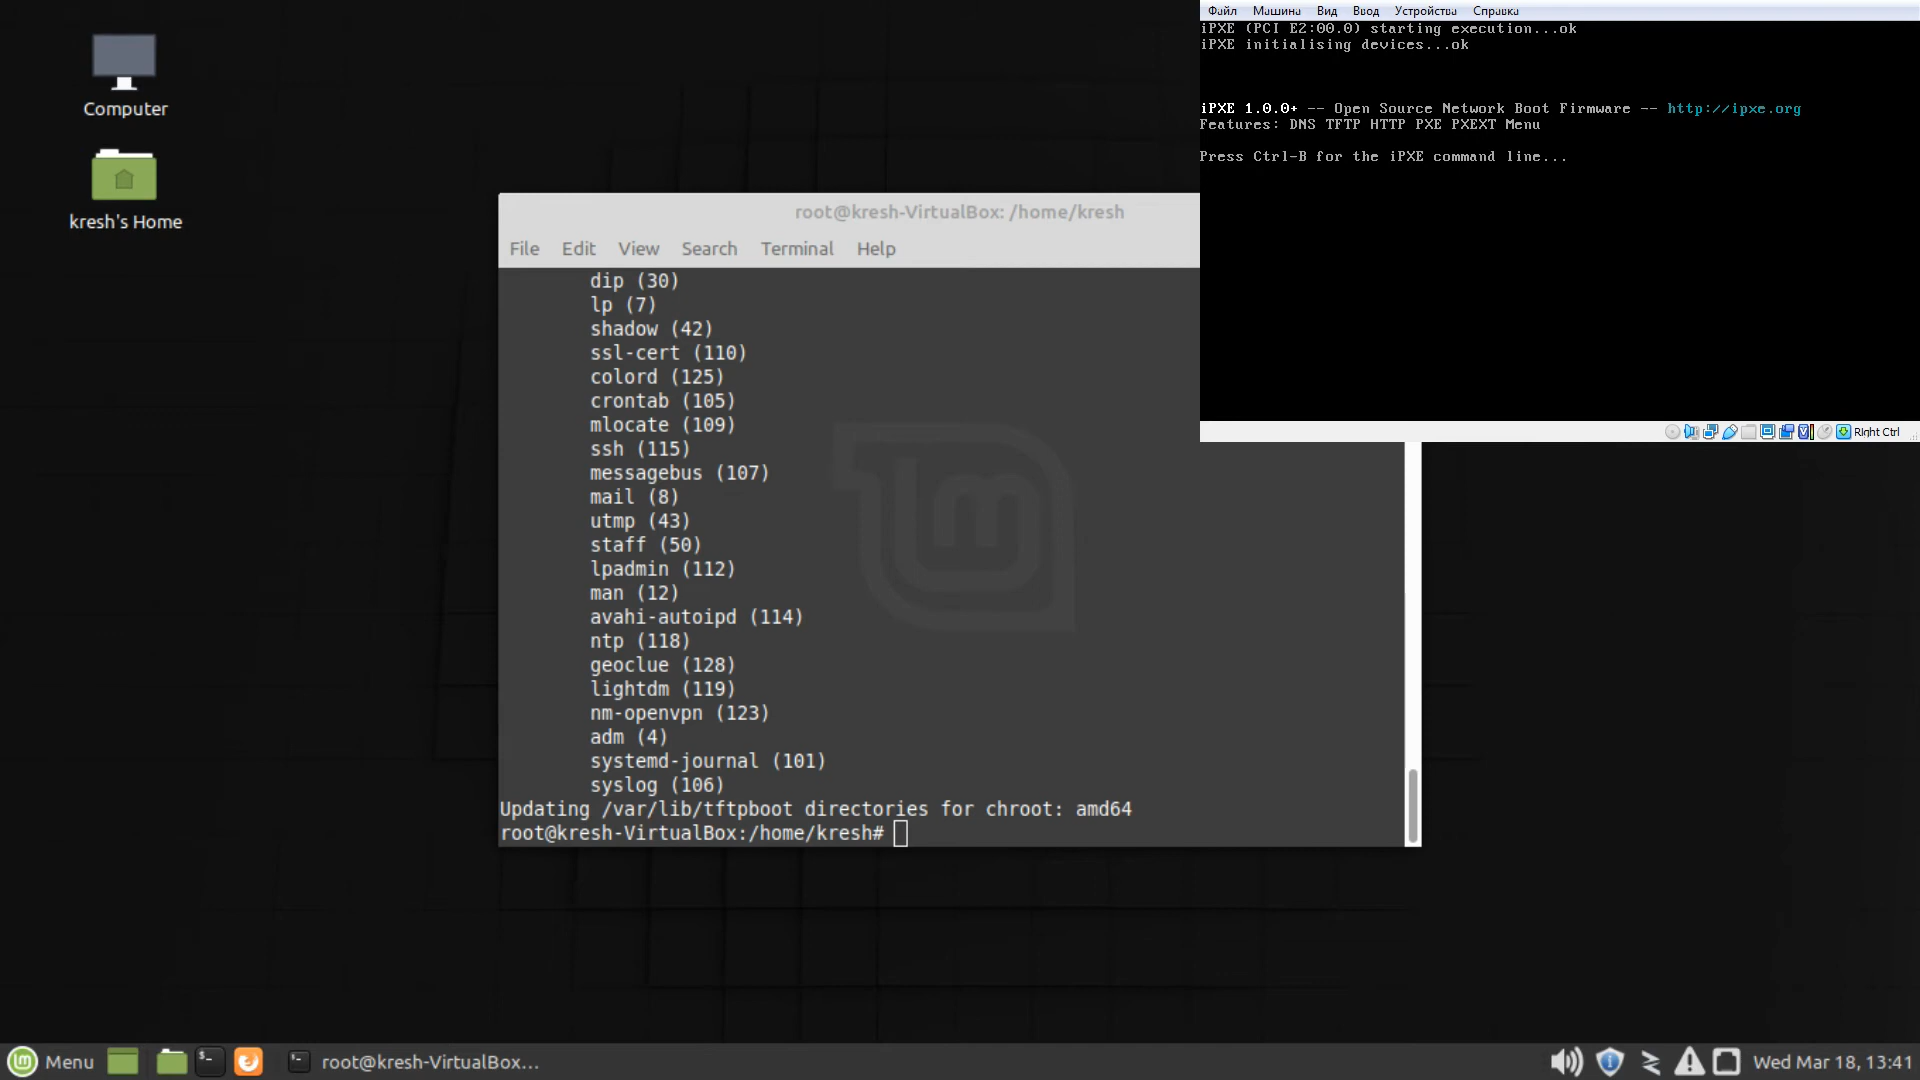 Computer
kresh's Home
Файл Машина Вид Ввод Устройства Справка
iPXE (PCI E2:00.0) starting execution...ok
iPXE initialising devices...ok
iPXE 1.0.0+ -- Open Source Network Boot Firmware -- http://ipxe.org
Features: DNS TFTP HTTP PXE PXEXT Menu
Press Ctrl-B for the iPXE command line...
Right Ctrl
root@kresh-VirtualBox: /home/kresh
File Edit View Search Terminal Help
dip (30)
lp (7)
shadow (42)
ssl-cert (110)
colord (125)
crontab (105)
mlocate (109)
ssh (115)
messagebus (107)
mail (8)
utmp (43)
staff (50)
lpadmin (112)
man (12)
avahi-autoipd (114)
ntp (118)
geoclue (128)
lightdm (119)
nm-openvpn (123)
adm (4)
systemd-journal (101)
syslog (106)
Updating /var/lib/tftpboot directories for chroot: amd64
root@kresh-VirtualBox:/home/kresh#
Menu root@kresh-VirtualBox... Wed Mar 18, 13:41